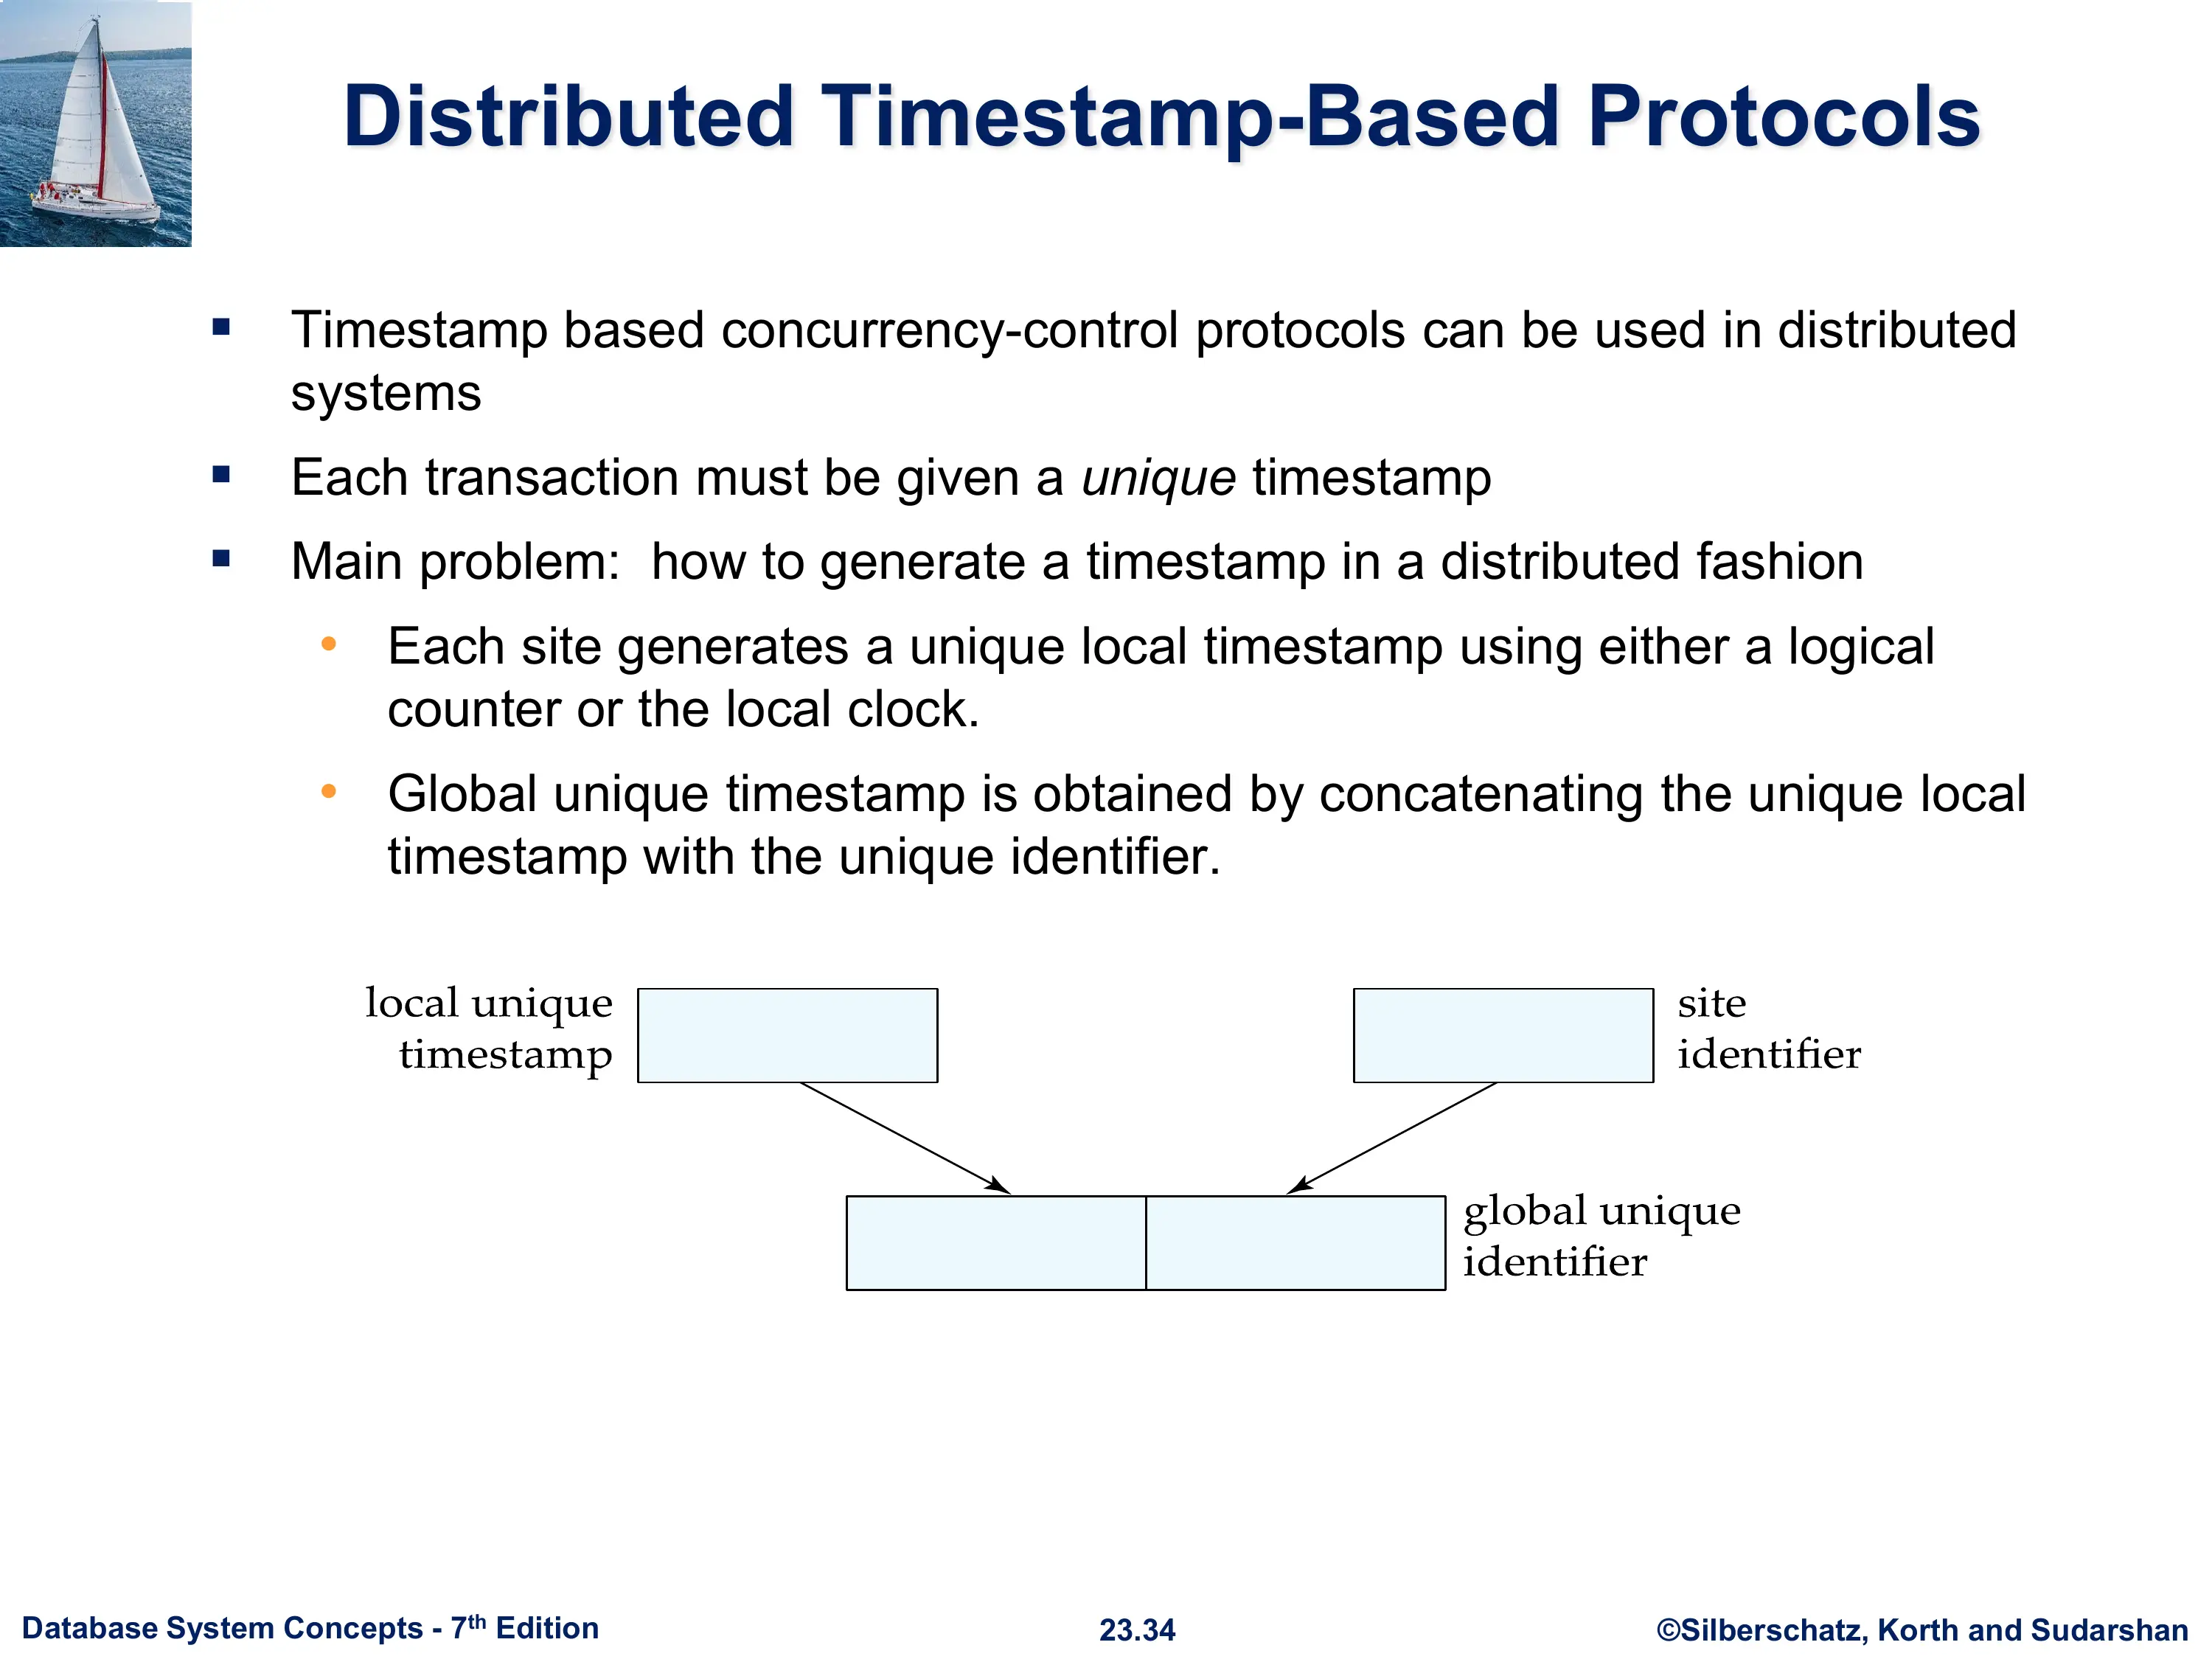 Distributed Timestamp-Based Protocols
▪ Timestamp based concurrency-control protocols can be used in distributed
systems
▪ Each transaction must be given a unique timestamp
▪ Main problem:  how to generate a timestamp in a distributed fashion
• Each site generates a unique local timestamp using either a logical
counter or the local clock.
• Global unique timestamp is obtained by concatenating the unique local
timestamp with the unique identifier.
local unique
timestamp
site
identifier
global unique
identifier
Database System Concepts - 7th Edition
23.34
©Silberschatz, Korth and Sudarshan